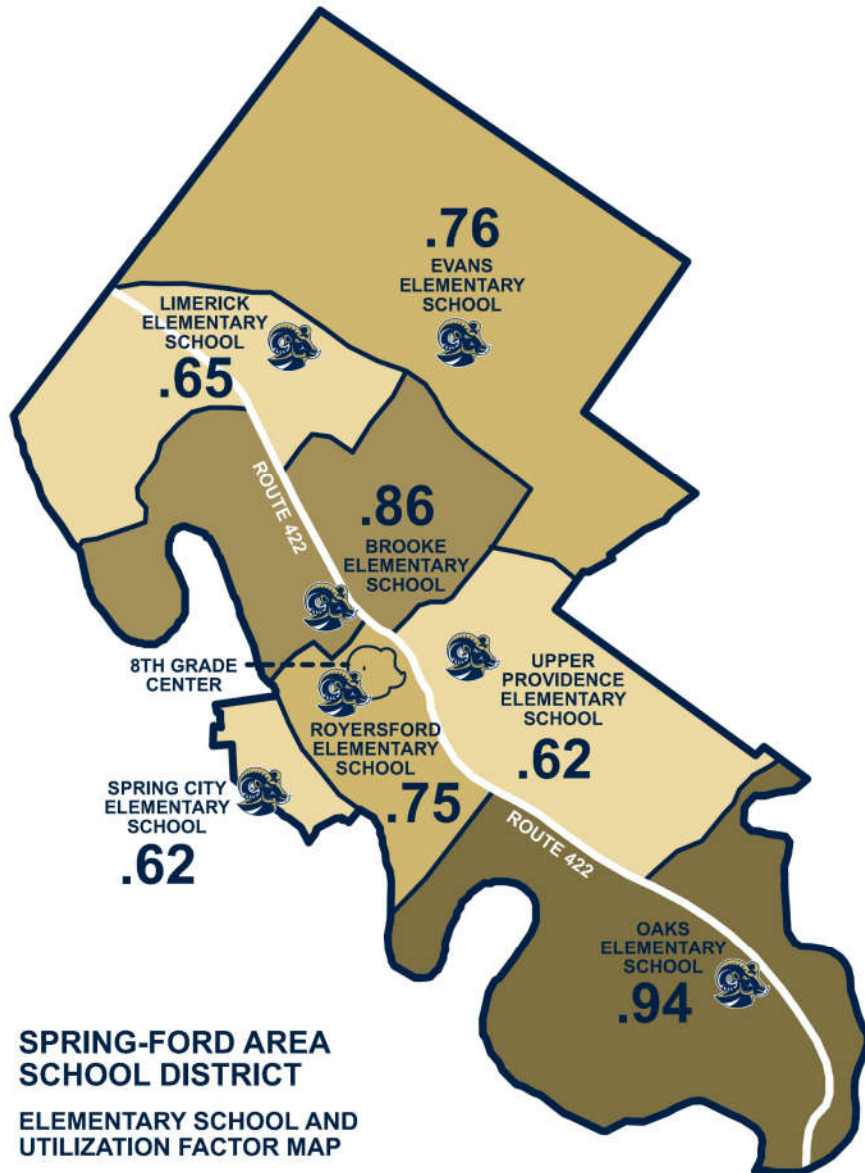 .76
EVANS
ELEMENTARY
SCHOOL
LIMERICK
ELEMENTARY
SCHOOL
.65
ROUTE 422
.86
BROOKE
ELEMENTARY
SCHOOL
8TH GRADE
CENTER
UPPER
PROVIDENCE
ELEMENTARY
SCHOOL
.62
ROYERSFORD
ELEMENTARY
SCHOOL
.75
SPRING CITY
ELEMENTARY
SCHOOL
.62
ROUTE 422
OAKS
ELEMENTARY
SCHOOL
.94
SPRING-FORD AREA
SCHOOL DISTRICT
ELEMENTARY SCHOOL AND
UTILIZATION FACTOR MAP